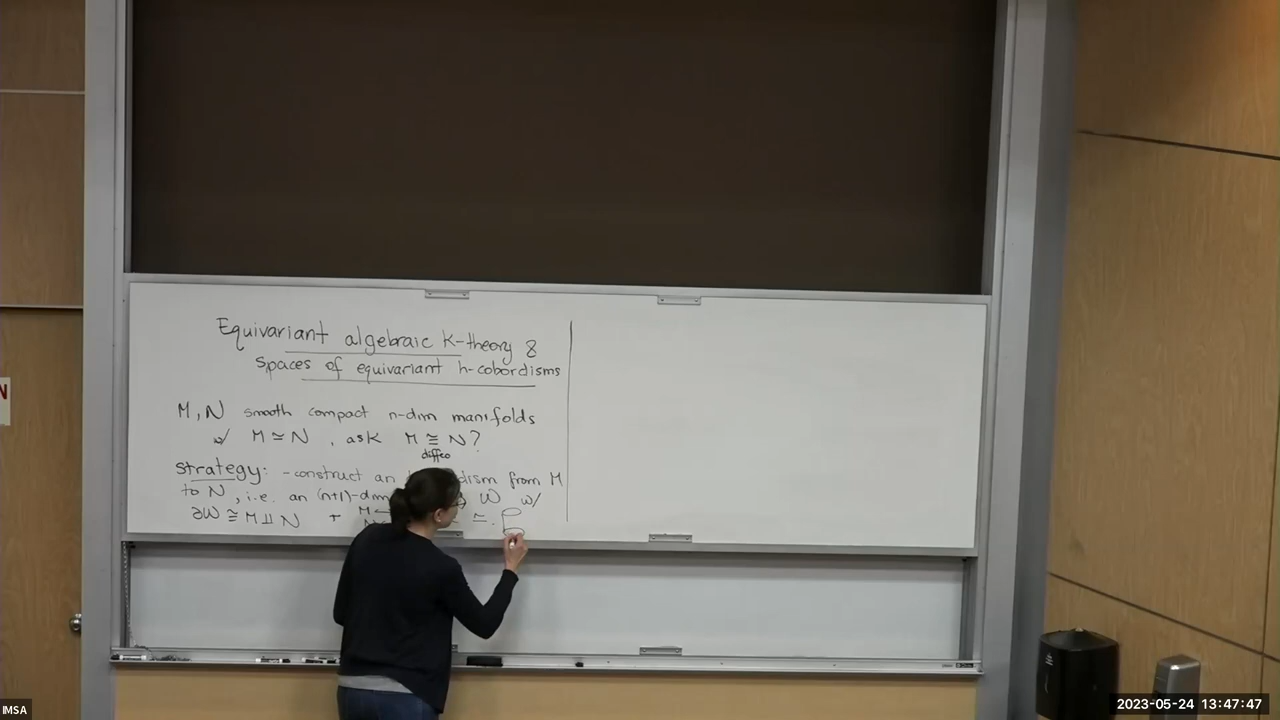 Equivariant algebraic K-theory &
Spaces of equivariant h-cobordisms
M, N smooth compact n-dim manifolds
w/ M ≃ N, ask M ≅ N?
diffeo
strategy: - construct an dism from M
to N, i.e. an (n+1)-dim W w/
∂W ≅ M ⨿ N + M ≃.
N
IMSA
2023-05-24 13:47:47